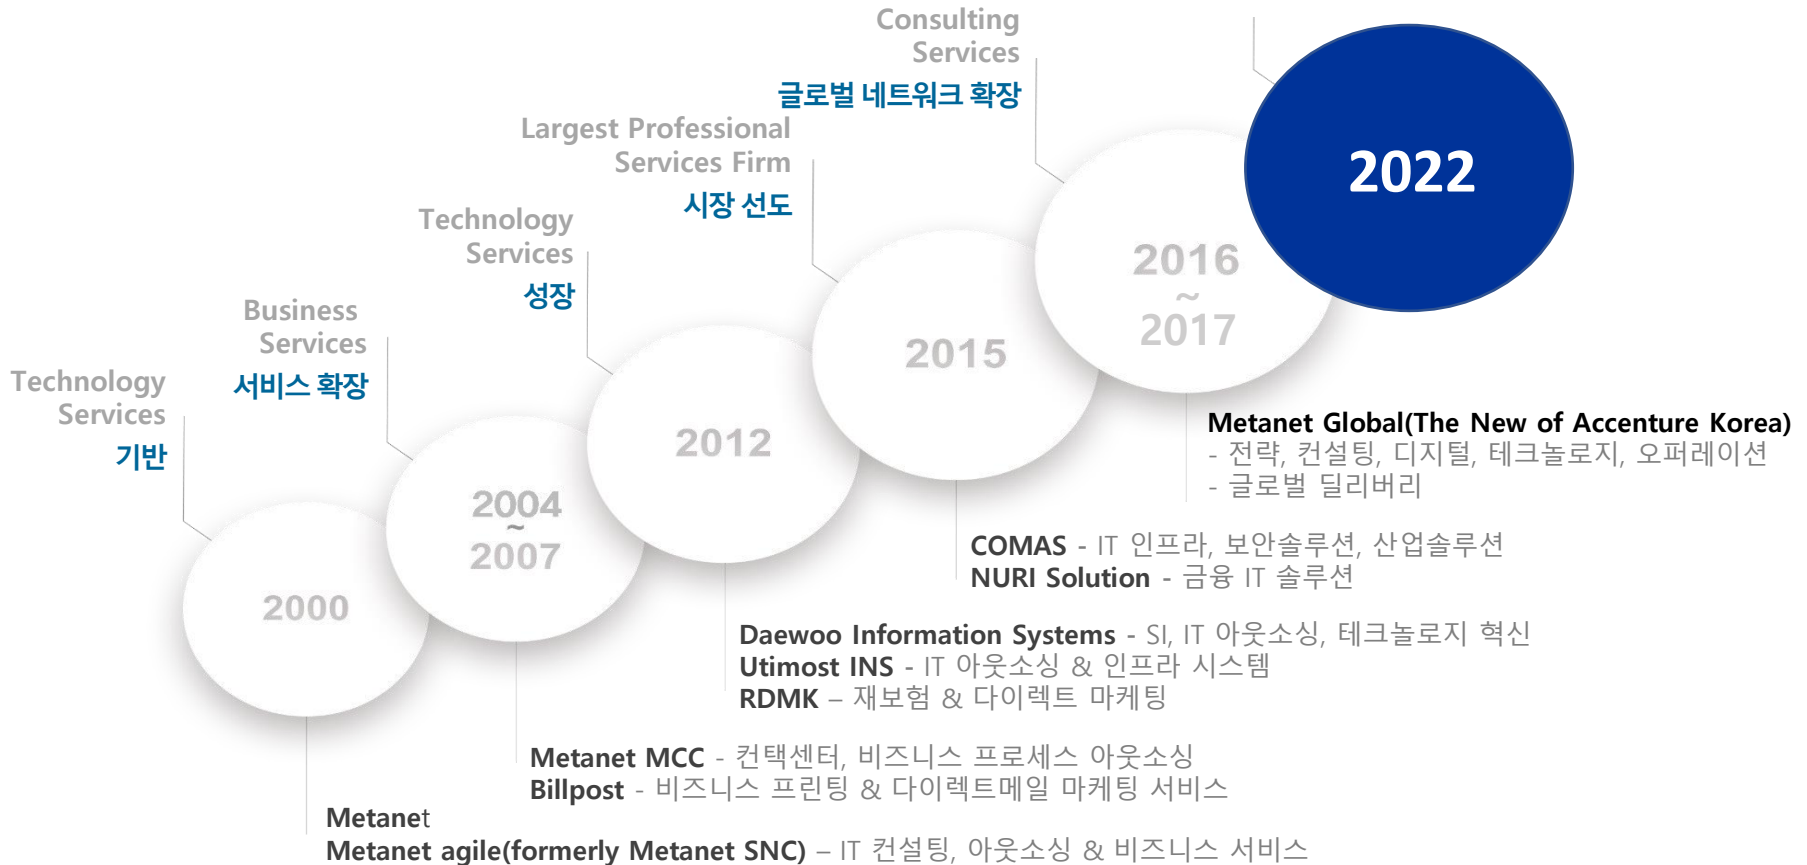 Consulting
Services
글로벌 네트워크 확장
Largest Professional
Services Firm
시장 선도
Technology
Services
성장
Business
Services
서비스 확장
Technology
Services
기반
2000
2004
~
2007
2012
2015
2016
~
2017
2022
Metanet Global(The New of Accenture Korea)
- 전략, 컨설팅, 디지털, 테크놀로지, 오퍼레이션
- 글로벌 딜리버리
COMAS - IT 인프라, 보안솔루션, 산업솔루션
NURI Solution - 금융 IT 솔루션
Daewoo Information Systems - SI, IT 아웃소싱, 테크놀로지 혁신
Utimost INS - IT 아웃소싱 & 인프라 시스템
RDMK – 재보험 & 다이렉트 마케팅
Metanet MCC - 컨택센터, 비즈니스 프로세스 아웃소싱
Billpost - 비즈니스 프린팅 & 다이렉트메일 마케팅 서비스
Metanet
Metanet agile(formerly Metanet SNC) – IT 컨설팅, 아웃소싱 & 비즈니스 서비스